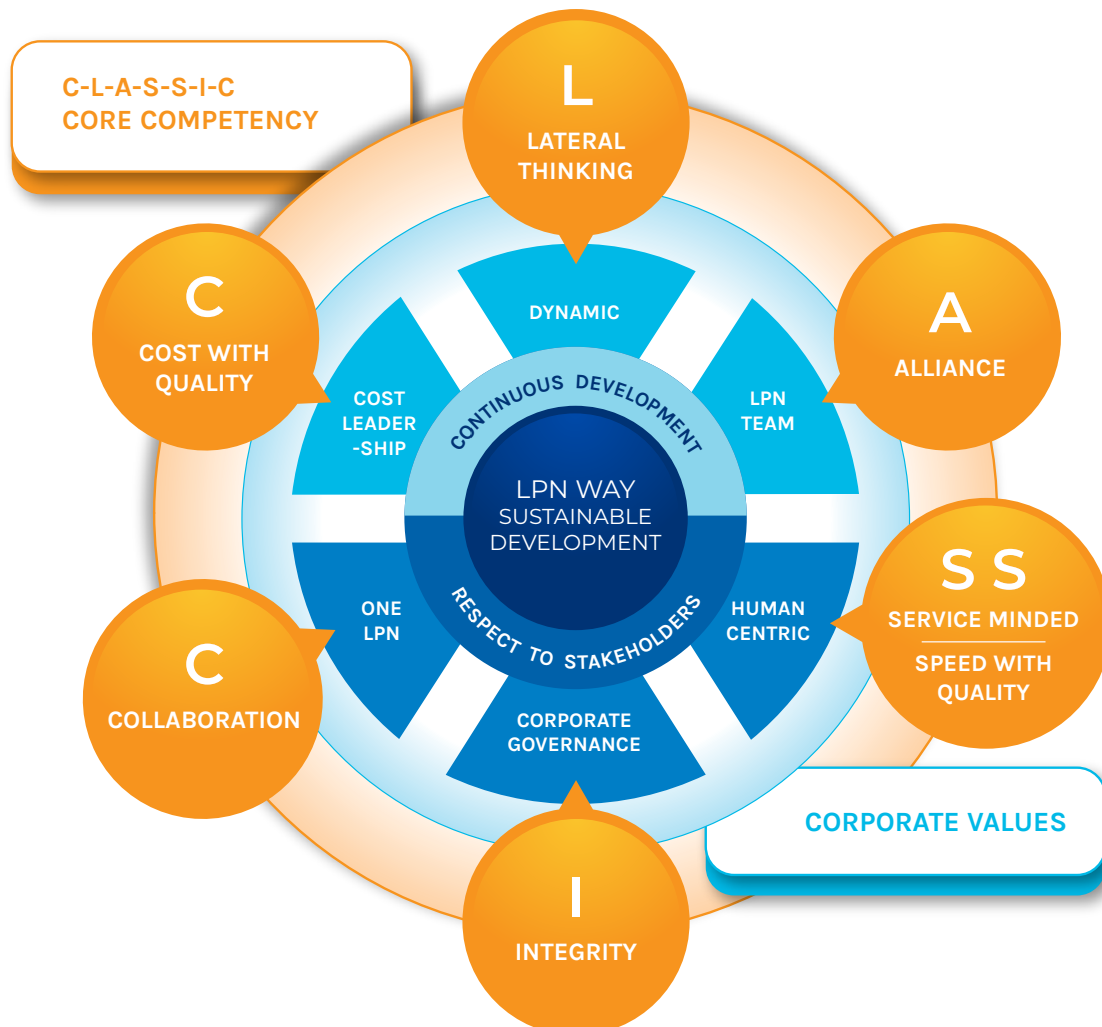 C-L-A-S-S-I-C
CORE COMPETENCY
L
LATERAL
THINKING
C
COST WITH
QUALITY
A
ALLIANCE
DYNAMIC
COST
LEADER
-SHIP
LPN
TEAM
CONTINUOUS DEVELOPMENT
LPN WAY
SUSTAINABLE
DEVELOPMENT
RESPECT TO STAKEHOLDERS
S S
SERVICE MINDED
SPEED WITH
QUALITY
ONE
LPN
HUMAN
CENTRIC
C
COLLABORATION
CORPORATE
GOVERNANCE
CORPORATE VALUES
I
INTEGRITY